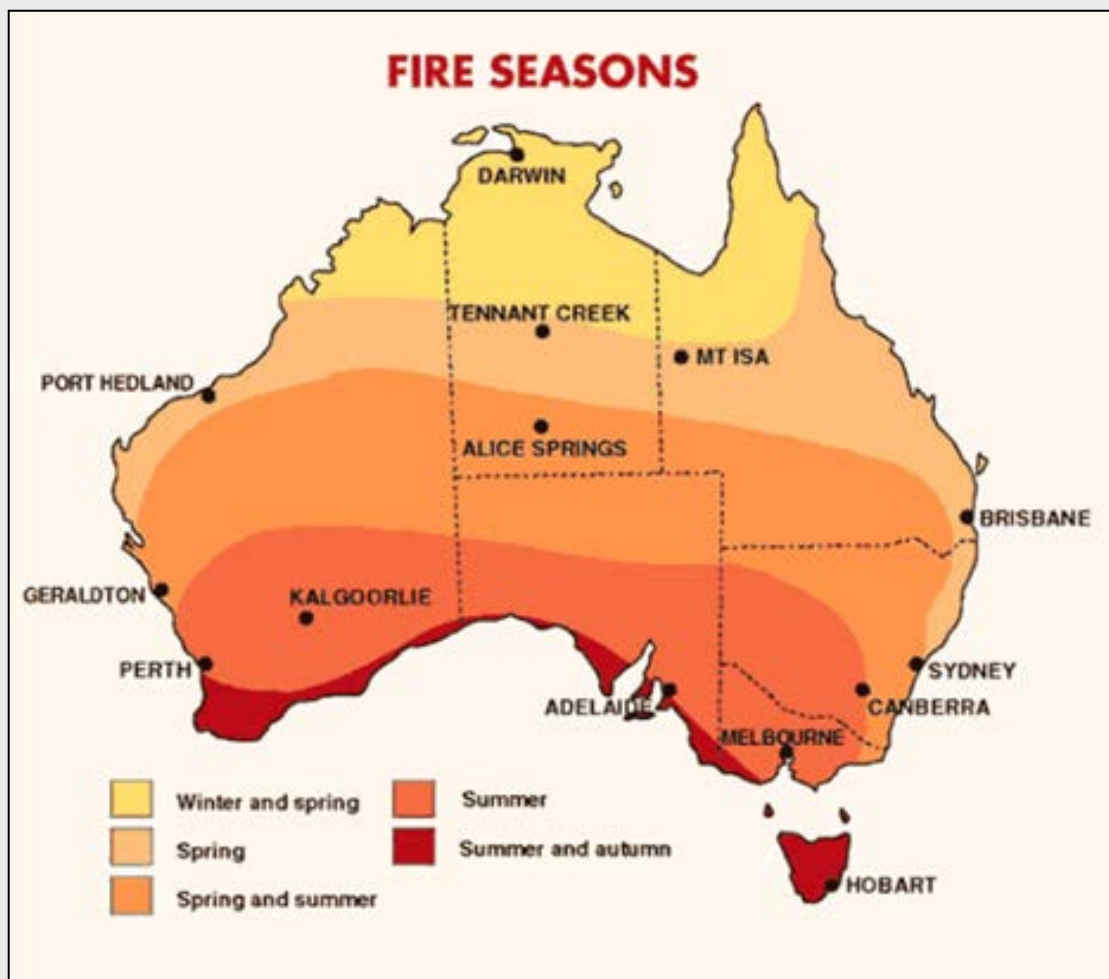 FIRE SEASONS
DARWIN
TENNANT CREEK
MT ISA
PORT HEDLAND
ALICE SPRINGS
BRISBANE
GERALDTON
KALGOORLIE
PERTH
SYDNEY
ADELAIDE
CANBERRA
MELBOURNE
Winter and spring
Spring
Spring and summer
Summer
Summer and autumn
HOBART